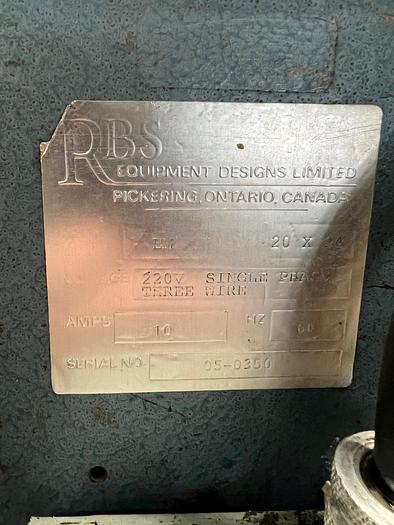 RBS
EQUIPMENT DESIGNS LIMITED
PICKERING, ONTARIO, CANADA
20 X
220V SINGLE PHASE
THREE WIRE
AMPS 10 HZ 60
SERIAL NO. 05-0350